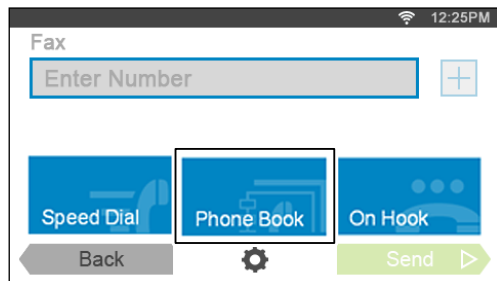 12:25PM
Fax
Enter Number
Speed Dial
Phone Book
On Hook
Back
Send